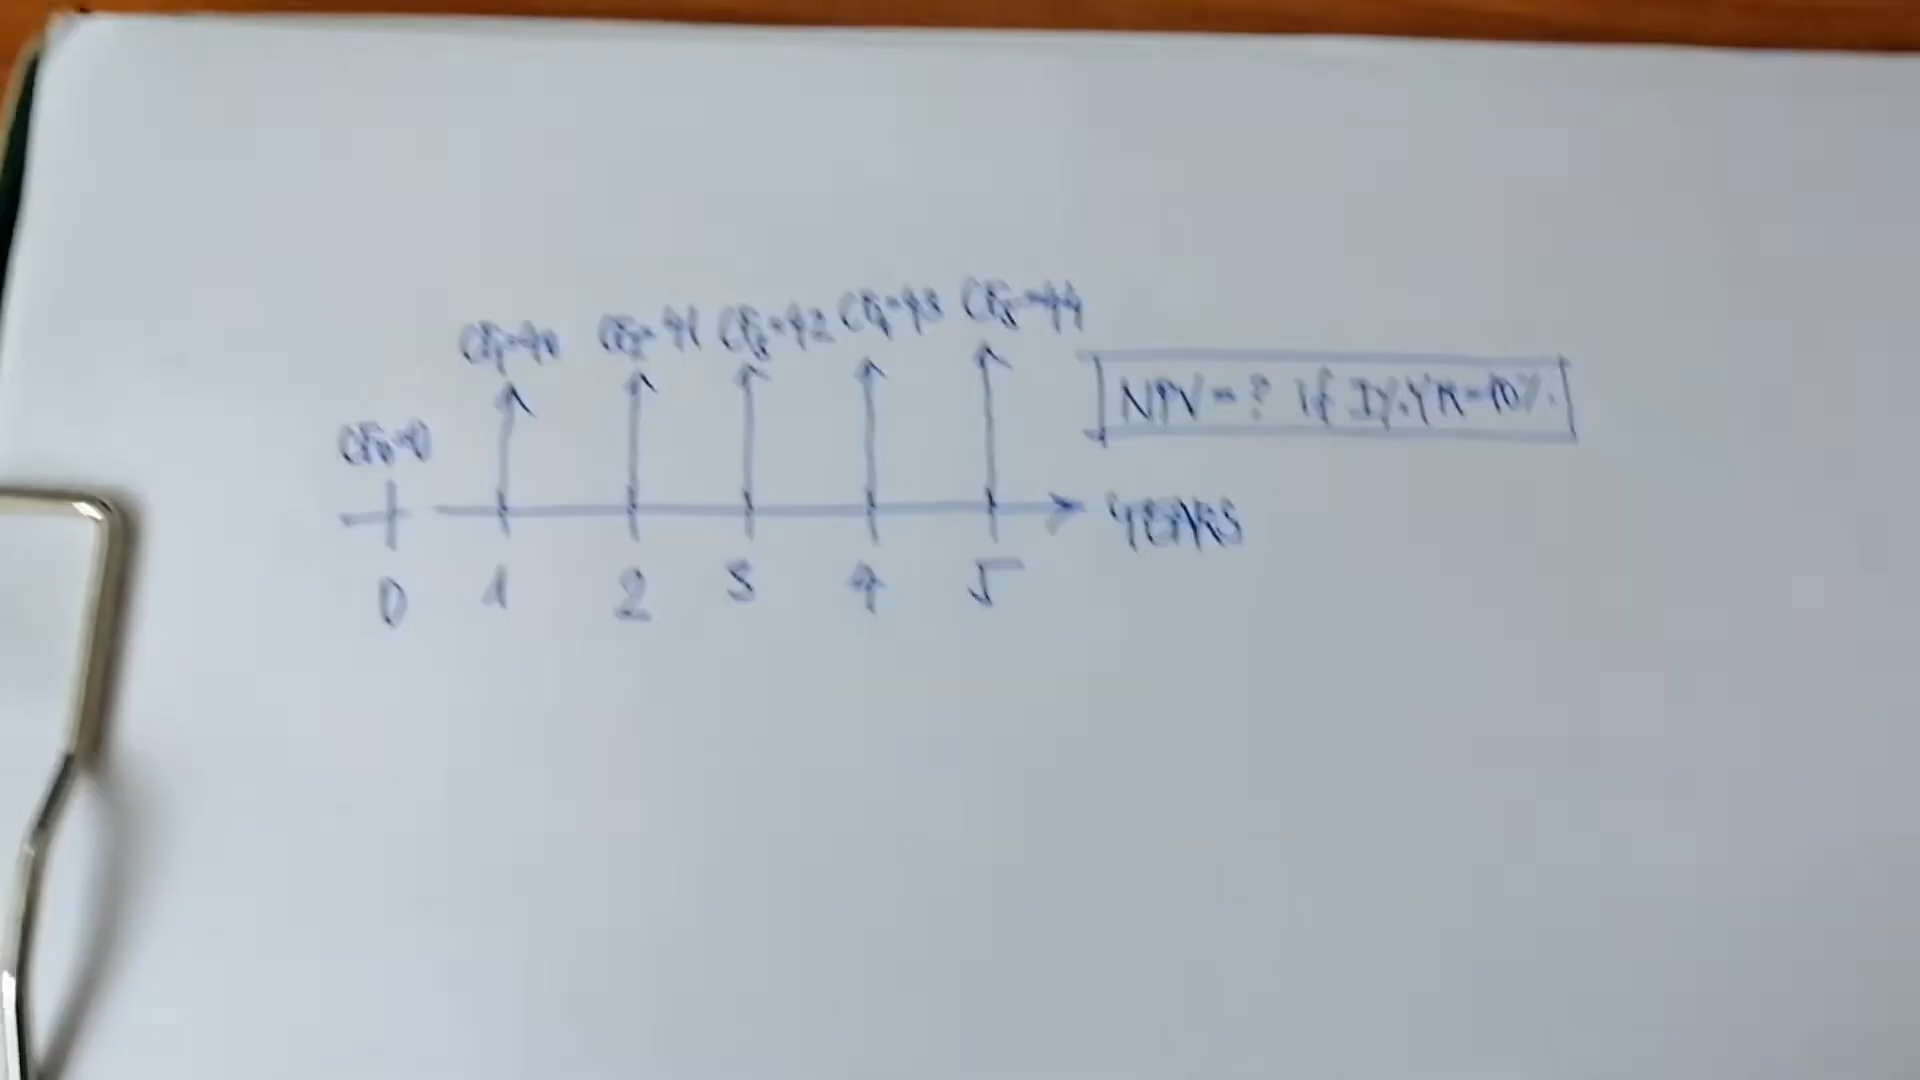 CF₁=40 CF₂=41 CF₃=42 CF₄=43 CF₅=44
NPV=? if I%YR=10%.
CF₀=0
YEARS
0 1 2 3 4 5